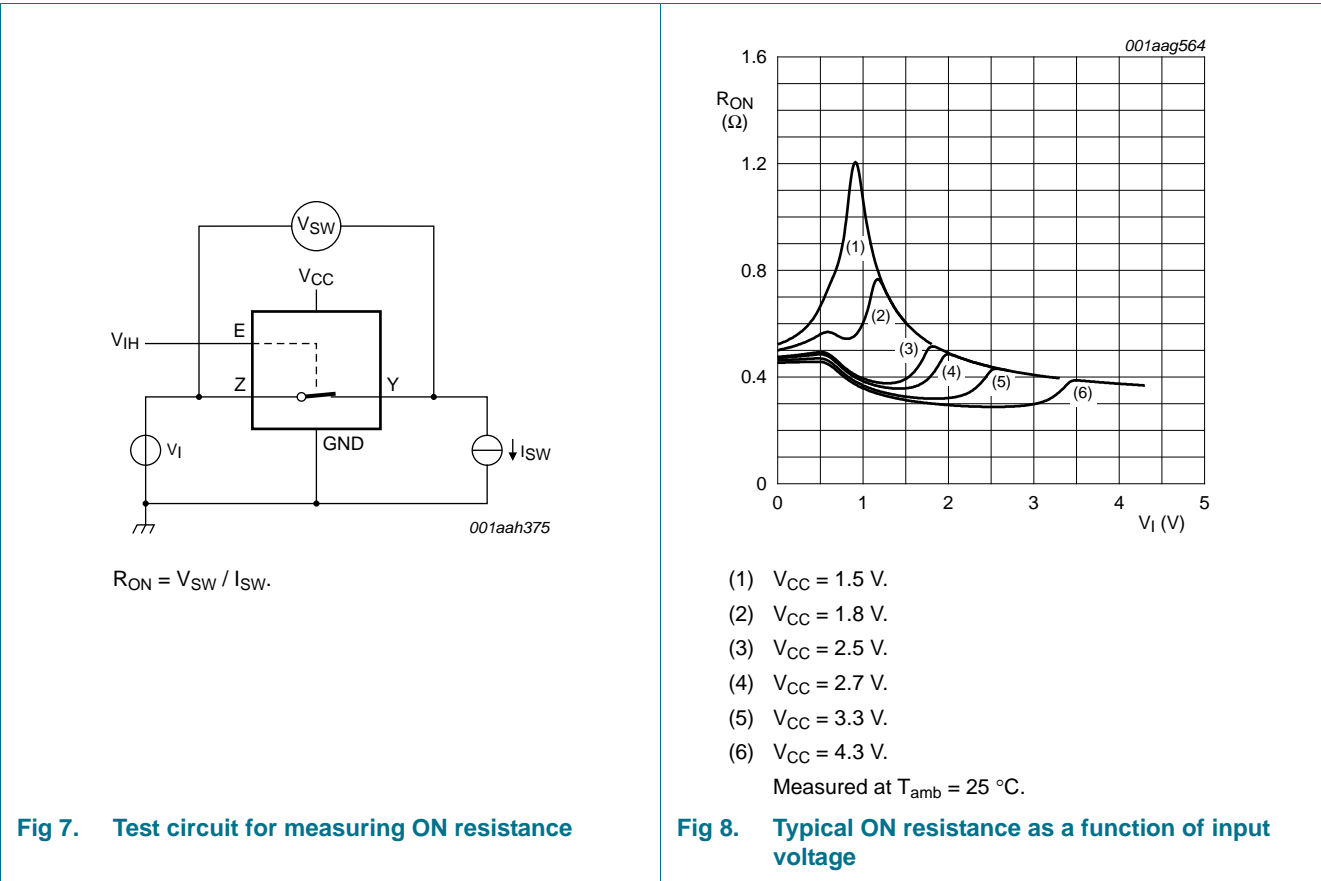 V_SW
V_CC
V_IH
E
Z
Y
V_I
GND
I_SW
001aah375
R_ON = V_SW / I_SW.
Fig 7. Test circuit for measuring ON resistance
001aag564
1.6
R_ON
(Ω)
1.2
0.8
0.4
0
(1)
(2)
(3)
(4)
(5)
(6)
0 1 2 3 4 5
V_I (V)
(1) V_CC = 1.5 V.
(2) V_CC = 1.8 V.
(3) V_CC = 2.5 V.
(4) V_CC = 2.7 V.
(5) V_CC = 3.3 V.
(6) V_CC = 4.3 V.
Measured at T_amb = 25 °C.
Fig 8. Typical ON resistance as a function of input
voltage